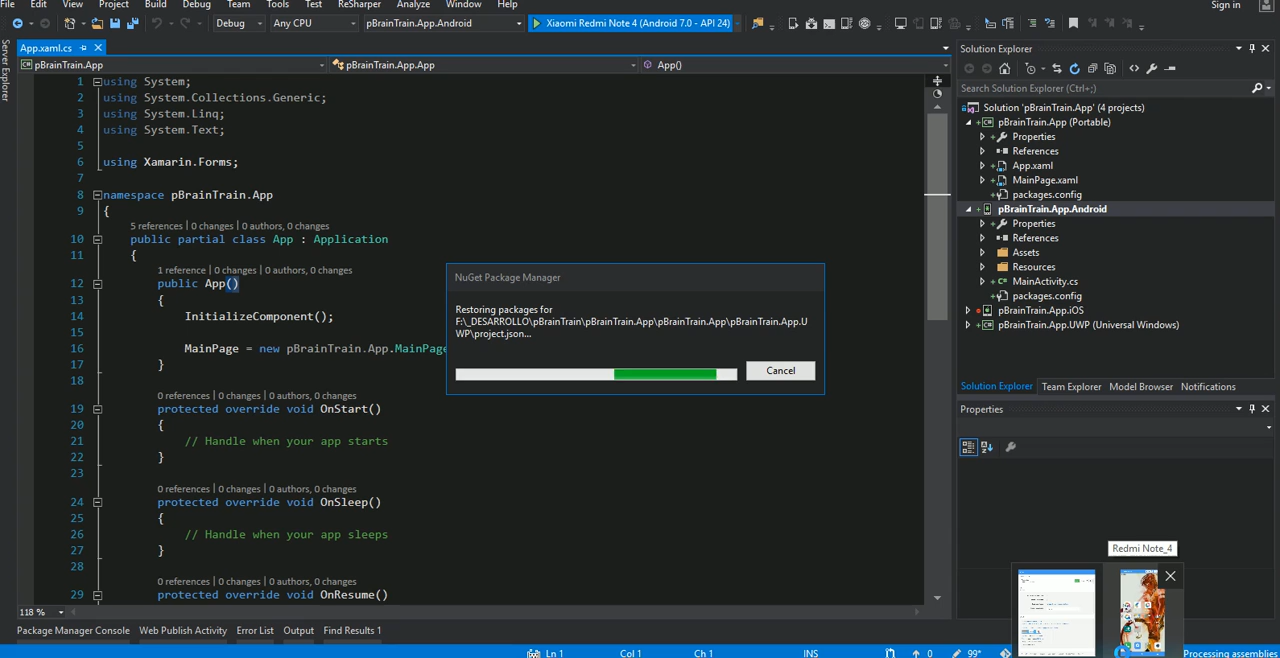 File Edit View Project Build Debug Team Tools Test ReSharper Analyze Window Help Sign in
Debug Any CPU pBrainTrain.App.Android Xiaomi Redmi Note 4 (Android 7.0 - API 24)
Server Explorer
App.xaml.cs
pBrainTrain.App pBrainTrain.App.App App()
1 using System;
2 using System.Collections.Generic;
3 using System.Linq;
4 using System.Text;
5
6 using Xamarin.Forms;
7
8 namespace pBrainTrain.App
9 {
5 references | 0 changes | 0 authors, 0 changes
10 public partial class App : Application
11 {
1 reference | 0 changes | 0 authors, 0 changes
12 public App()
13 {
14 InitializeComponent();
15
16 MainPage = new pBrainTrain.App.MainPage
17 }
18
0 references | 0 changes | 0 authors, 0 changes
19 protected override void OnStart()
20 {
21 // Handle when your app starts
22 }
23
0 references | 0 changes | 0 authors, 0 changes
24 protected override void OnSleep()
25 {
26 // Handle when your app sleeps
27 }
28
0 references | 0 changes | 0 authors, 0 changes
29 protected override void OnResume()
118 %
NuGet Package Manager
Restoring packages for
F:\_DESARROLLO\pBrainTrain\pBrainTrain.App\pBrainTrain.App\pBrainTrain.App.U
WP\project.json...
Cancel
Solution Explorer
Search Solution Explorer (Ctrl+;)
Solution 'pBrainTrain.App' (4 projects)
pBrainTrain.App (Portable)
Properties
References
App.xaml
MainPage.xaml
packages.config
pBrainTrain.App.Android
Properties
References
Assets
Resources
MainActivity.cs
packages.config
pBrainTrain.App.iOS
pBrainTrain.App.UWP (Universal Windows)
Solution Explorer Team Explorer Model Browser Notifications
Properties
Redmi Note_4
Package Manager Console Web Publish Activity Error List Output Find Results 1
Ln 1 Col 1 Ch 1 INS 0 99* Processing assemblies